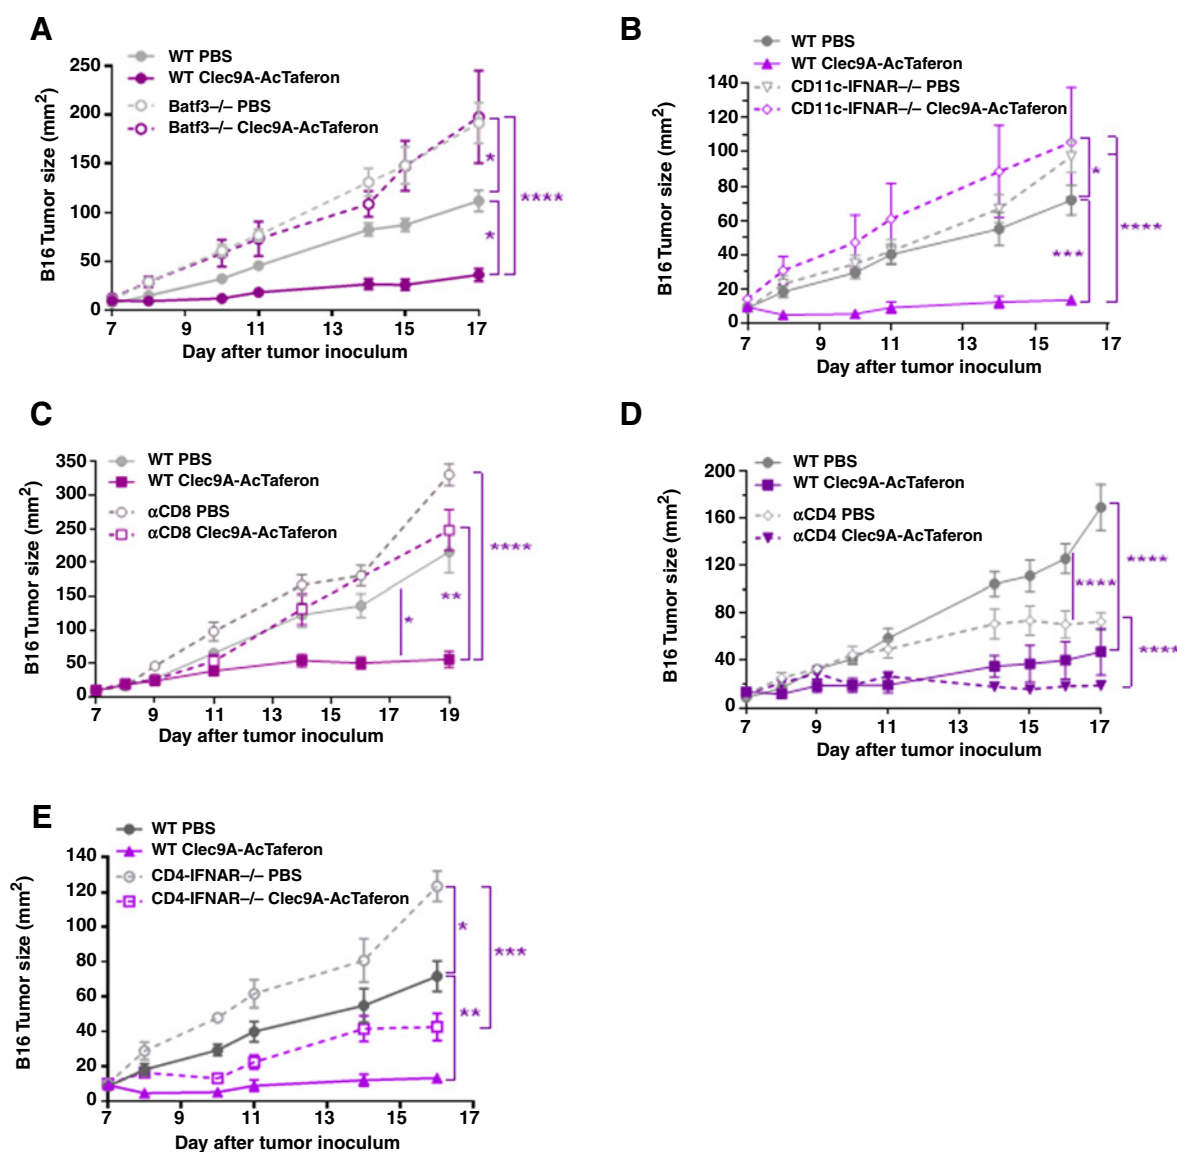 A
WT PBS
WT Clec9A-AcTaferon
Batf3–/– PBS
Batf3–/– Clec9A-AcTaferon
B16 Tumor size (mm2)
250
200
150
100
50
0
*
*
****
7 9 11 13 15 17
Day after tumor inoculum
B
WT PBS
WT Clec9A-AcTaferon
CD11c-IFNAR–/– PBS
CD11c-IFNAR–/– Clec9A-AcTaferon
B16 Tumor size (mm2)
140
120
100
80
60
40
20
0
*
***
****
7 9 11 13 15 17
Day after tumor inoculum
C
WT PBS
WT Clec9A-AcTaferon
αCD8 PBS
αCD8 Clec9A-AcTaferon
B16 Tumor size (mm2)
350
300
250
200
150
100
50
0
*
**
****
7 9 11 13 15 17 19
Day after tumor inoculum
D
WT PBS
WT Clec9A-AcTaferon
αCD4 PBS
αCD4 Clec9A-AcTaferon
B16 Tumor size (mm2)
200
160
120
80
40
0
****
****
****
7 9 11 13 15 17
Day after tumor inoculum
E
WT PBS
WT Clec9A-AcTaferon
CD4-IFNAR–/– PBS
CD4-IFNAR–/– Clec9A-AcTaferon
B16 Tumor size (mm2)
140
120
100
80
60
40
20
0
*
**
***
7 9 11 13 15 17
Day after tumor inoculum